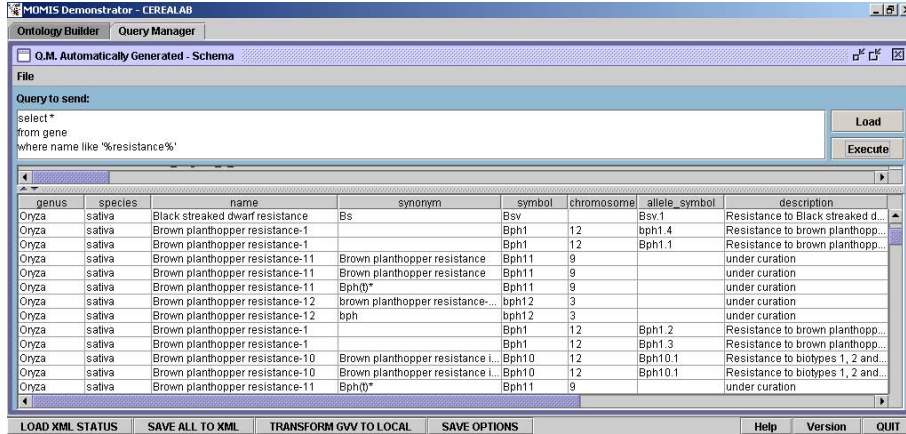 MOMIS Demonstrator - CEREALAB
Ontology Builder Query Manager
Q.M. Automatically Generated - Schema
File
Query to send:
select *
from gene
where name like '%resistance%'
Load
Execute
genus species name synonym symbol chromosome allele_symbol description
Oryza sativa Black streaked dwarf resistance Bs Bsv Bsv.1 Resistance to Black streaked d...
Oryza sativa Brown planthopper resistance-1 Bph1 12 bph1.4 Resistance to brown planthopp...
Oryza sativa Brown planthopper resistance-1 Bph1 12 Bph1.1 Resistance to brown planthopp...
Oryza sativa Brown planthopper resistance-11 Brown planthopper resistance Bph11 9 under curation
Oryza sativa Brown planthopper resistance-11 Brown planthopper resistance Bph11 9 under curation
Oryza sativa Brown planthopper resistance-11 Bph(t)* Bph11 9 under curation
Oryza sativa Brown planthopper resistance-12 brown planthopper resistance-... bph12 3 under curation
Oryza sativa Brown planthopper resistance-12 bph bph12 3 under curation
Oryza sativa Brown planthopper resistance-1 Bph1 12 Bph1.2 Resistance to brown planthopp...
Oryza sativa Brown planthopper resistance-1 Bph1 12 Bph1.3 Resistance to brown planthopp...
Oryza sativa Brown planthopper resistance-10 Brown planthopper resistance i... Bph10 12 Bph10.1 Resistance to biotypes 1, 2 and...
Oryza sativa Brown planthopper resistance-10 Brown planthopper resistance i... Bph10 12 Bph10.1 Resistance to biotypes 1, 2 and...
Oryza sativa Brown planthopper resistance-11 Bph(t)* Bph11 9 under curation
LOAD XML STATUS SAVE ALL TO XML TRANSFORM GVV TO LOCAL SAVE OPTIONS Help Version QUIT